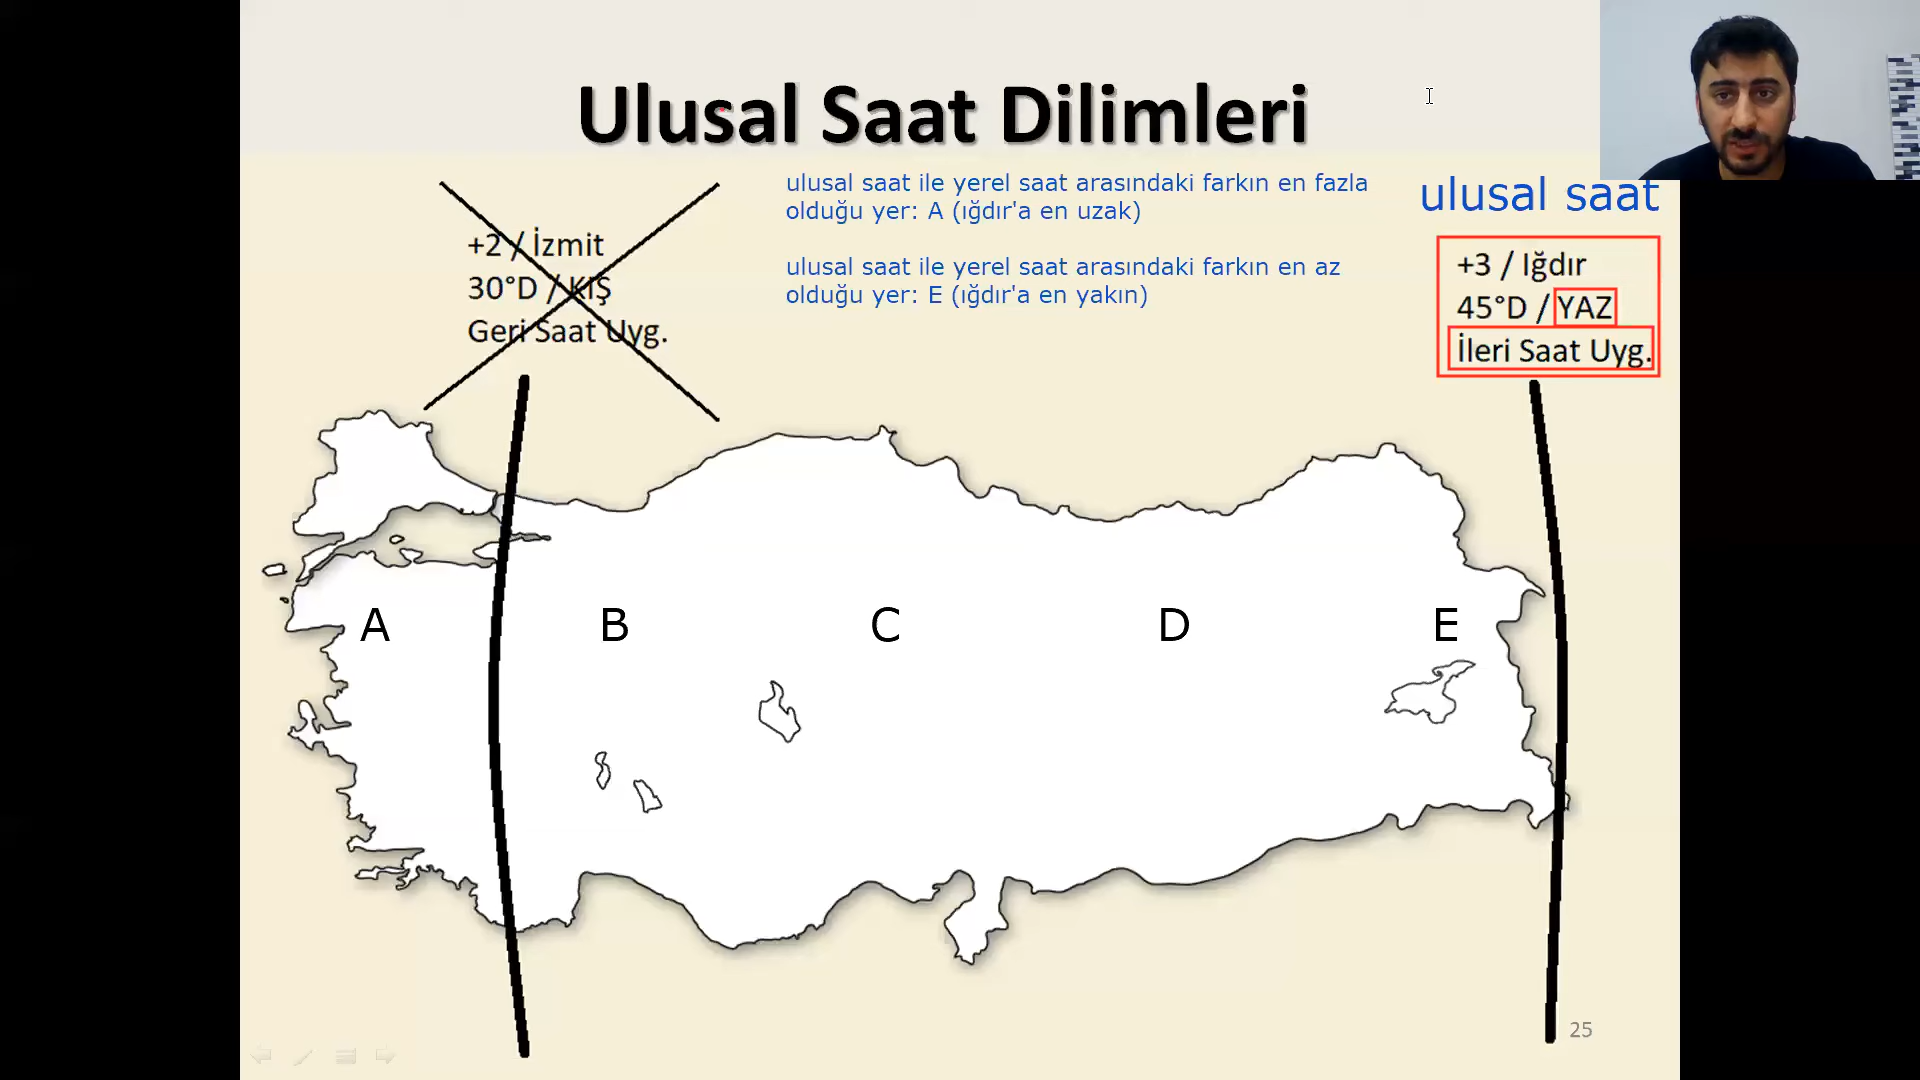 Ulusal Saat Dilimleri
ulusal saat ile yerel saat arasındaki farkın en fazla
olduğu yer: A (ığdır'a en uzak)
ulusal saat ile yerel saat arasındaki farkın en az
olduğu yer: E (ığdır'a en yakın)
ulusal saat
+2 / İzmit
30°D / KIŞ
Geri Saat Uyg.
+3 / Iğdır
45°D / YAZ
İleri Saat Uyg.
A B C D E
25